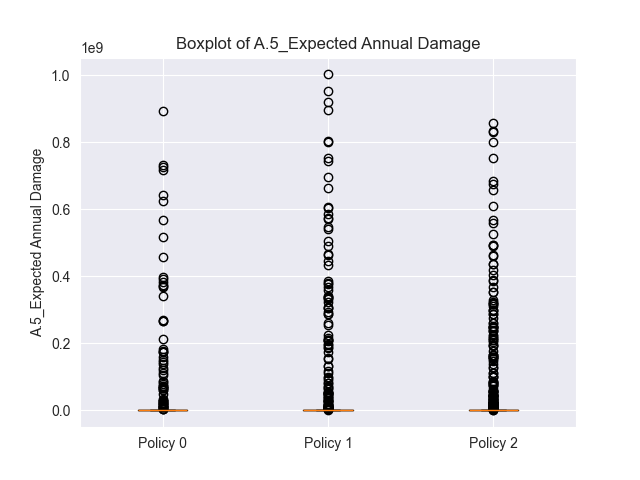 Boxplot of A.5_Expected Annual Damage
1e9
1.0
0.8
0.6
0.4
0.2
0.0
A.5_Expected Annual Damage
Policy 0
Policy 1
Policy 2